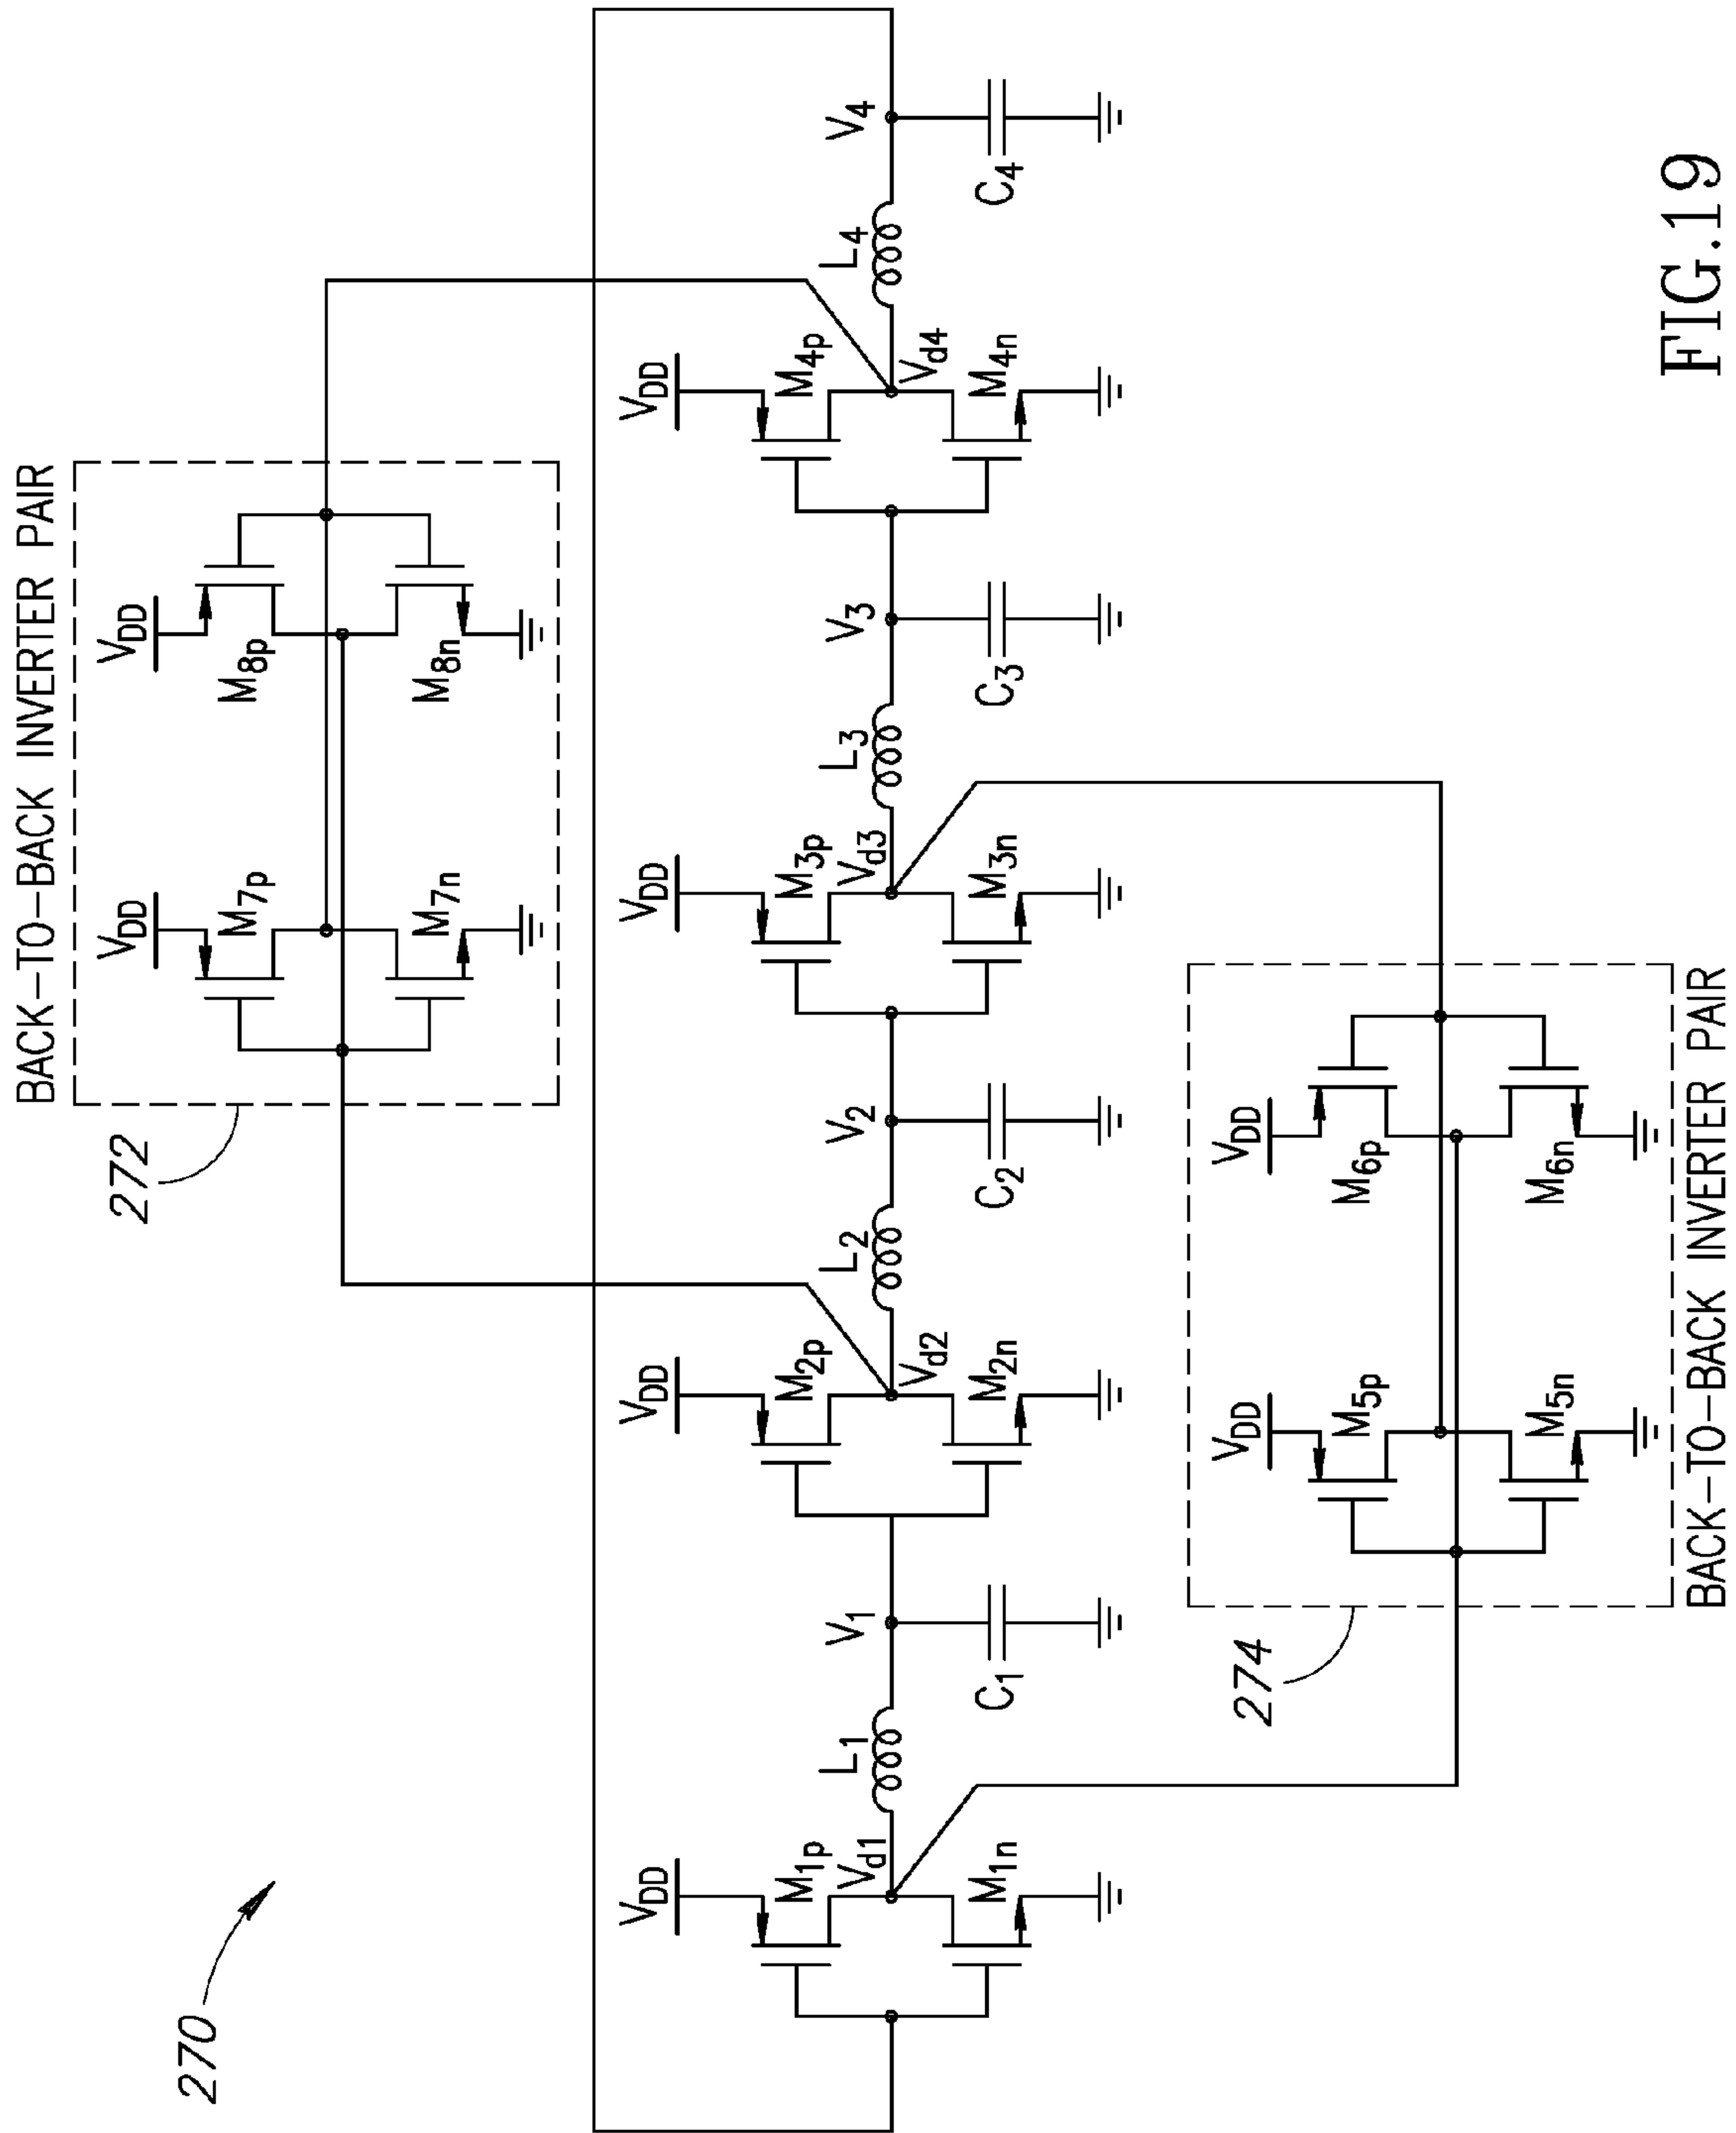 270
BACK-TO-BACK INVERTER PAIR
272
VDD
M7p
M7n
VDD
M8p
M8n
VDD
M1p
Vd1
M1n
L1
V1
C1
VDD
M2p
Vd2
M2n
L2
V2
C2
VDD
M3p
Vd3
M3n
L3
V3
C3
VDD
M4p
Vd4
M4n
L4
V4
C4
274
VDD
M5p
M5n
VDD
M6p
M6n
BACK-TO-BACK INVERTER PAIR
FIG.19